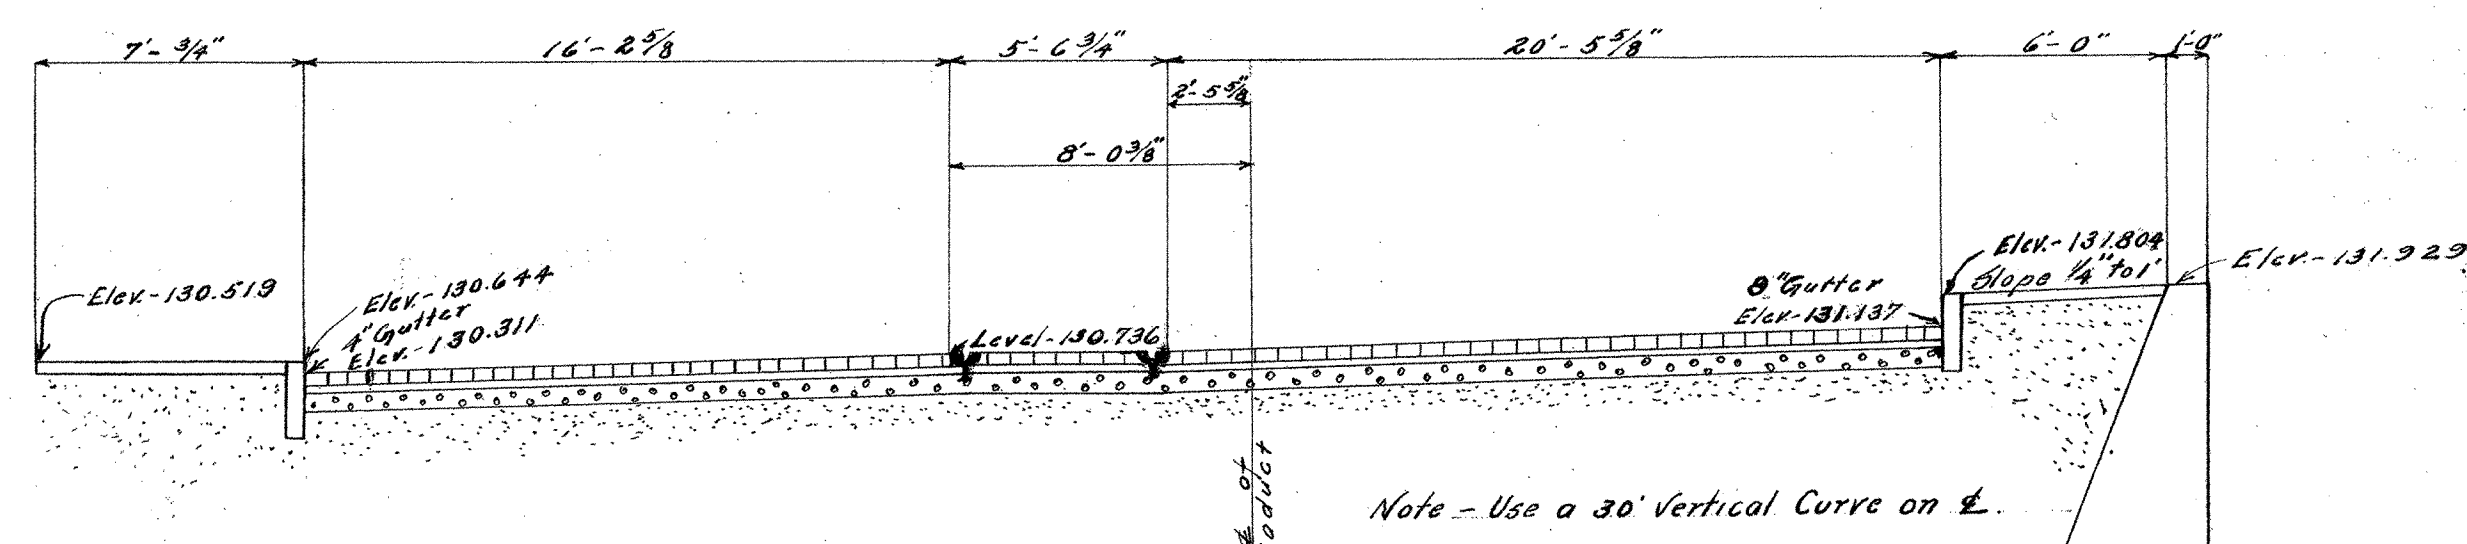 7'- 3/4"
16'- 2 5/8
5'- 6 3/4"
20'- 5 5/8"
6'- 0"
1'-0"
2'- 5 5/8"
8'- 0 3/8"
Elev.- 130.519
Elev.- 130.644
4" Gutter
Elev.- 130.311
Level - 130.736
8" Gutter
Elev.- 131.137
Elev.- 131.804
Slope 1/4" to 1'
Elev.- 131.929
℄ of
Note - Use a 30' Vertical Curve on ℄.